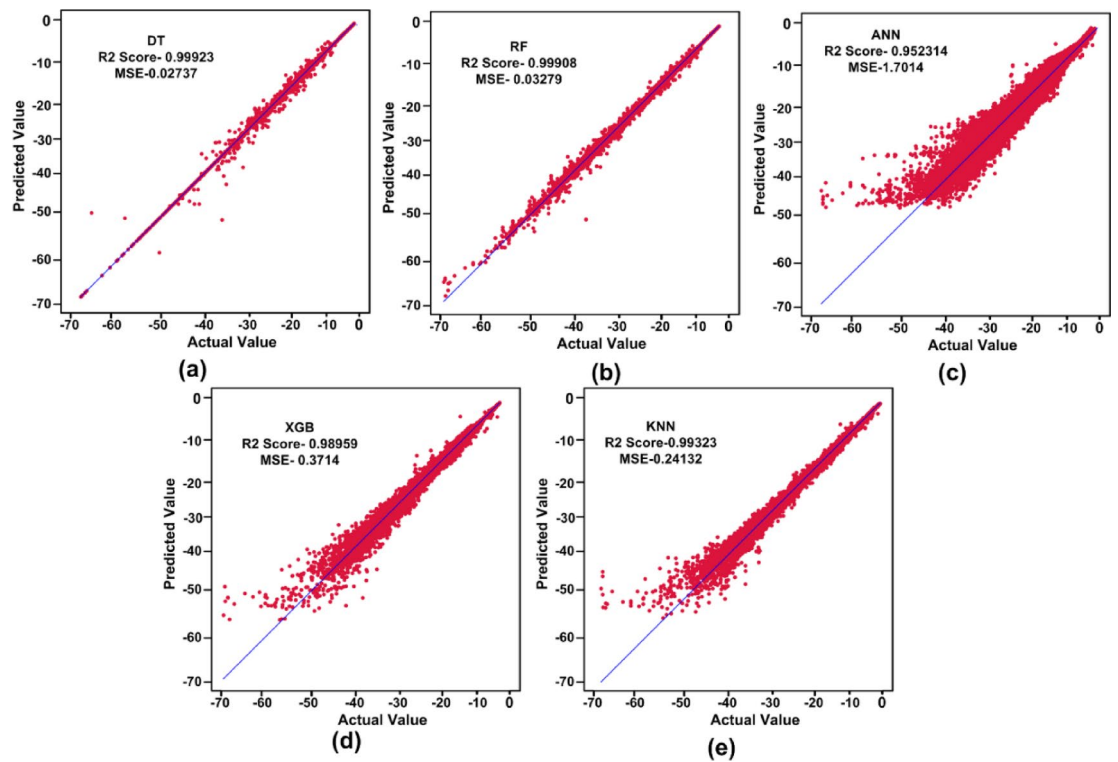 DT
R2 Score- 0.99923
MSE-0.02737
0
-10
-20
-30
-40
-50
-60
-70
Predicted Value
-70 -60 -50 -40 -30 -20 -10 0
Actual Value
(a)
RF
R2 Score- 0.99908
MSE- 0.03279
0
-10
-20
-30
-40
-50
-60
-70
Predicted Value
-70 -60 -50 -40 -30 -20 -10 0
Actual Value
(b)
ANN
R2 Score- 0.952314
MSE-1.7014
0
-10
-20
-30
-40
-50
-60
-70
Predicted Value
-70 -60 -50 -40 -30 -20 -10 0
Actual Value
(c)
XGB
R2 Score- 0.98959
MSE- 0.3714
0
-10
-20
-30
-40
-50
-60
-70
Predicted Value
-70 -60 -50 -40 -30 -20 -10 0
Actual Value
(d)
KNN
R2 Score-0.99323
MSE-0.24132
0
-10
-20
-30
-40
-50
-60
-70
Predicted Value
-70 -60 -50 -40 -30 -20 -10 0
Actual Value
(e)